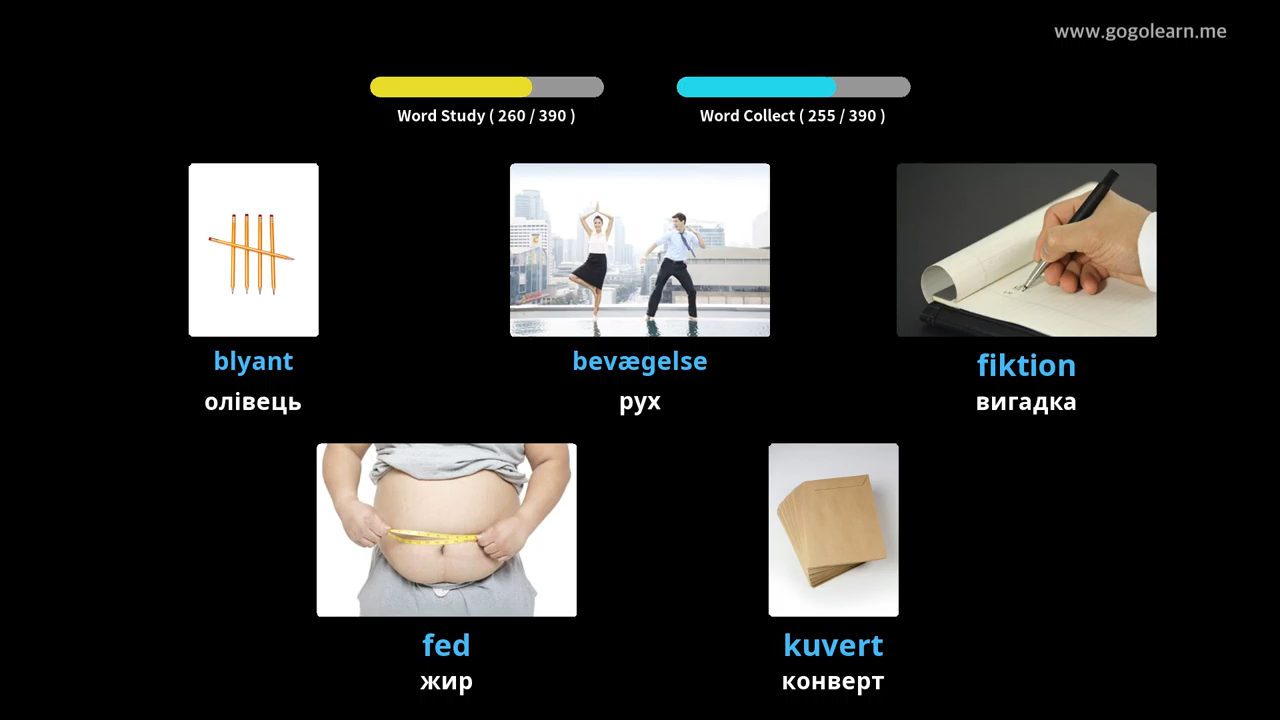 www.gogolearn.me
Word Study ( 260 / 390 )
Word Collect ( 255 / 390 )
blyant
олівець
bevægelse
рух
fiktion
вигадка
fed
жир
kuvert
конверт